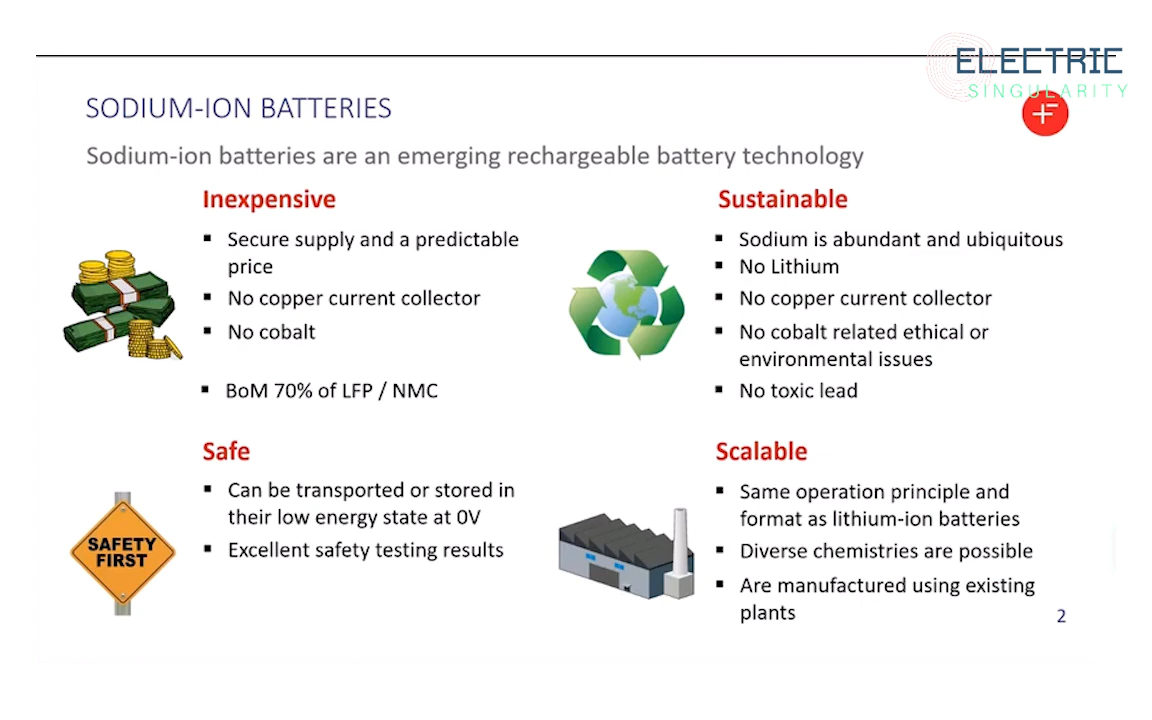 ELECTRIC
SINGULARITY
SODIUM-ION BATTERIES
Sodium-ion batteries are an emerging rechargeable battery technology
Inexpensive
▪ Secure supply and a predictable
price
▪ No copper current collector
▪ No cobalt
▪ BoM 70% of LFP / NMC
Sustainable
▪ Sodium is abundant and ubiquitous
▪ No Lithium
▪ No copper current collector
▪ No cobalt related ethical or
environmental issues
▪ No toxic lead
Safe
▪ Can be transported or stored in
their low energy state at 0V
▪ Excellent safety testing results
SAFETY
FIRST
Scalable
▪ Same operation principle and
format as lithium-ion batteries
▪ Diverse chemistries are possible
▪ Are manufactured using existing
plants
2